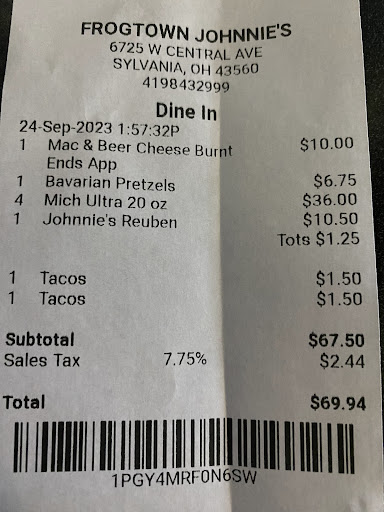 FROGTOWN JOHNNIE'S
6725 W CENTRAL AVE
SYLVANIA, OH 43560
4198432999
Dine In
24-Sep-2023 1:57:32P
1 Mac & Beer Cheese Burnt $10.00
Ends App
1 Bavarian Pretzels $6.75
4 Mich Ultra 20 oz $36.00
1 Johnnie's Reuben $10.50
Tots $1.25
1 Tacos $1.50
1 Tacos $1.50
Subtotal $67.50
Sales Tax 7.75% $2.44
Total $69.94
1PGY4MRF0N6SW